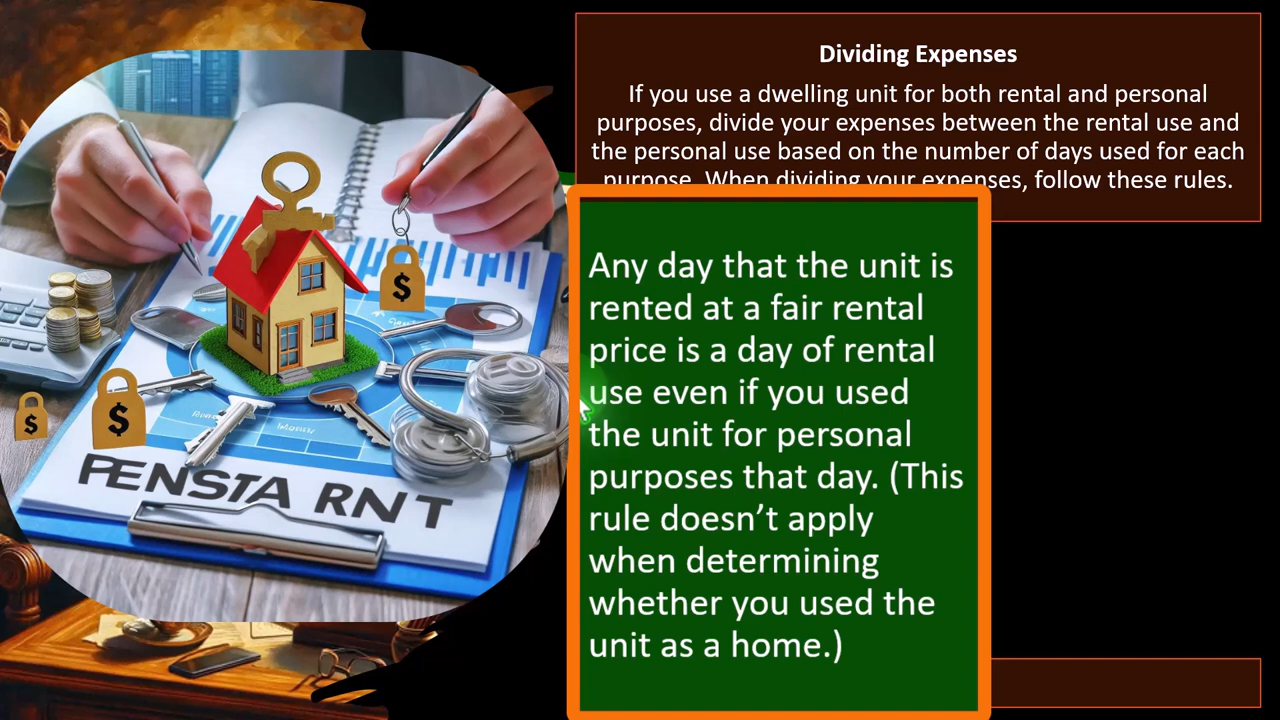 Dividing Expenses
If you use a dwelling unit for both rental and personal
purposes, divide your expenses between the rental use and
the personal use based on the number of days used for each
purpose. When dividing your expenses, follow these rules.
Any day that the unit is
rented at a fair rental
price is a day of rental
use even if you used
the unit for personal
purposes that day. (This
rule doesn’t apply
when determining
whether you used the
unit as a home.)
$
$
$
PENSTA RNT